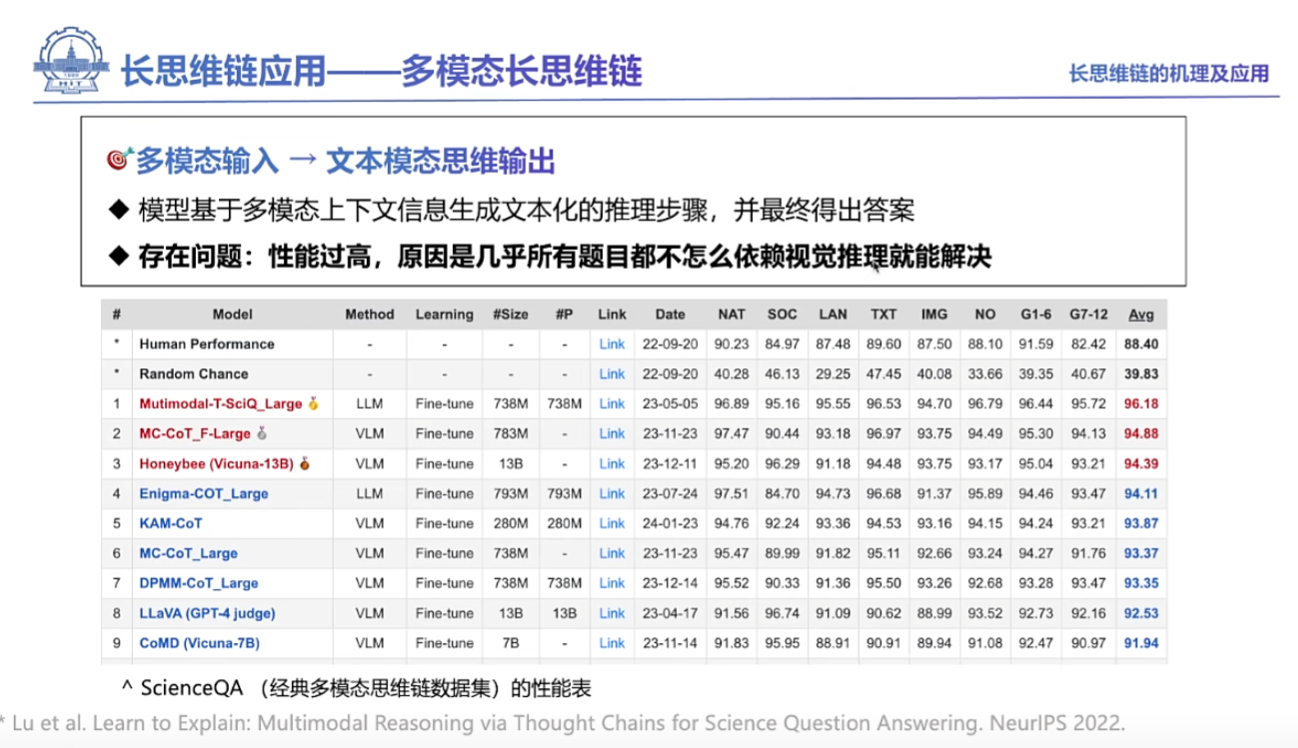 长思维链应用——多模态长思维链
长思维链的机理及应用
HIT
多模态输入 → 文本模态思维输出
◆ 模型基于多模态上下文信息生成文本化的推理步骤，并最终得出答案
◆ 存在问题：性能过高，原因是几乎所有题目都不怎么依赖视觉推理就能解决
# Model Method Learning #Size #P Link Date NAT SOC LAN TXT IMG NO G1-6 G7-12 Avg
* Human Performance - - - - Link 22-09-20 90.23 84.97 87.48 89.60 87.50 88.10 91.59 82.42 88.40
* Random Chance - - - - Link 22-09-20 40.28 46.13 29.25 47.45 40.08 33.66 39.35 40.67 39.83
1 Mutimodal-T-SciQ_Large LLM Fine-tune 738M 738M Link 23-05-05 96.89 95.16 95.55 96.53 94.70 96.79 96.44 95.72 96.18
2 MC-CoT_F-Large VLM Fine-tune 783M - Link 23-11-23 97.47 90.44 93.18 96.97 93.75 94.49 95.30 94.13 94.88
3 Honeybee (Vicuna-13B) VLM Fine-tune 13B - Link 23-12-11 95.20 96.29 91.18 94.48 93.75 93.17 95.04 93.21 94.39
4 Enigma-COT_Large LLM Fine-tune 793M 793M Link 23-07-24 97.51 84.70 94.73 96.68 91.37 95.89 94.46 93.47 94.11
5 KAM-CoT VLM Fine-tune 280M 280M Link 24-01-23 94.76 92.24 93.36 94.53 93.16 94.15 94.24 93.21 93.87
6 MC-CoT_Large VLM Fine-tune 738M - Link 23-11-23 95.47 89.99 91.82 95.11 92.66 93.24 94.27 91.76 93.37
7 DPMM-CoT_Large VLM Fine-tune 738M 738M Link 23-12-14 95.52 90.33 91.36 95.50 93.26 92.68 93.28 93.47 93.35
8 LLaVA (GPT-4 judge) VLM Fine-tune 13B 13B Link 23-04-17 91.56 96.74 91.09 90.62 88.99 93.52 92.73 92.16 92.53
9 CoMD (Vicuna-7B) VLM Fine-tune 7B - Link 23-11-14 91.83 95.95 88.91 90.91 89.94 91.08 92.47 90.97 91.94
^ ScienceQA （经典多模态思维链数据集）的性能表
* Lu et al. Learn to Explain: Multimodal Reasoning via Thought Chains for Science Question Answering. NeurIPS 2022.